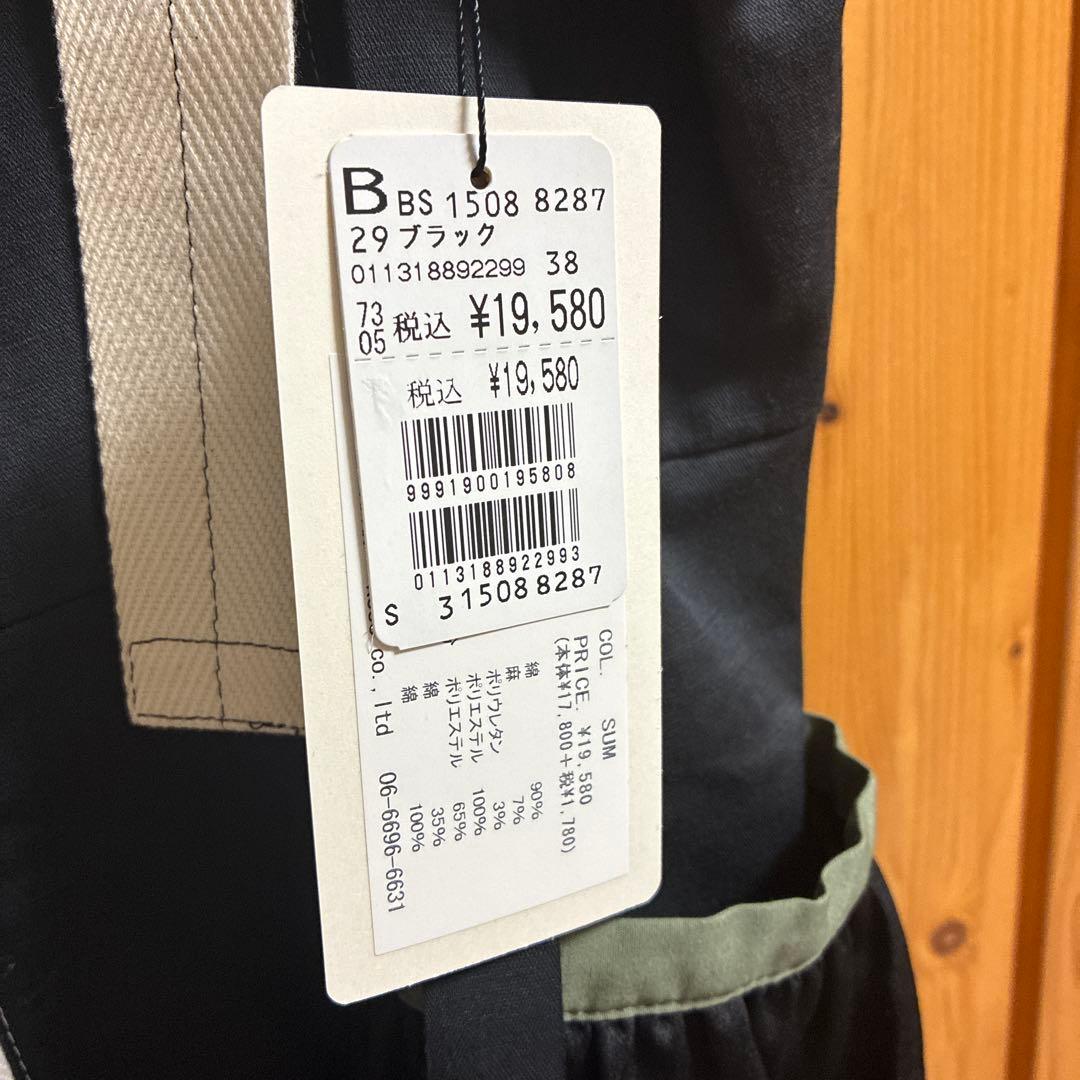 B BS 1508 8287
29 ブラック
011318892299 38
73
05 税込 ¥19,580
税込 ¥19,580
9991900195808
0113188922993
S 3 1508 8287
COL. SUM
PRICE. ¥19,580
(本体¥17,800+税¥1,780)
綿 90%
麻 7%
ポリウレタン 3%
ポリエステル 100%
ポリエステル 65%
綿 35%
綿 100%
co., ltd 06-6696-6631